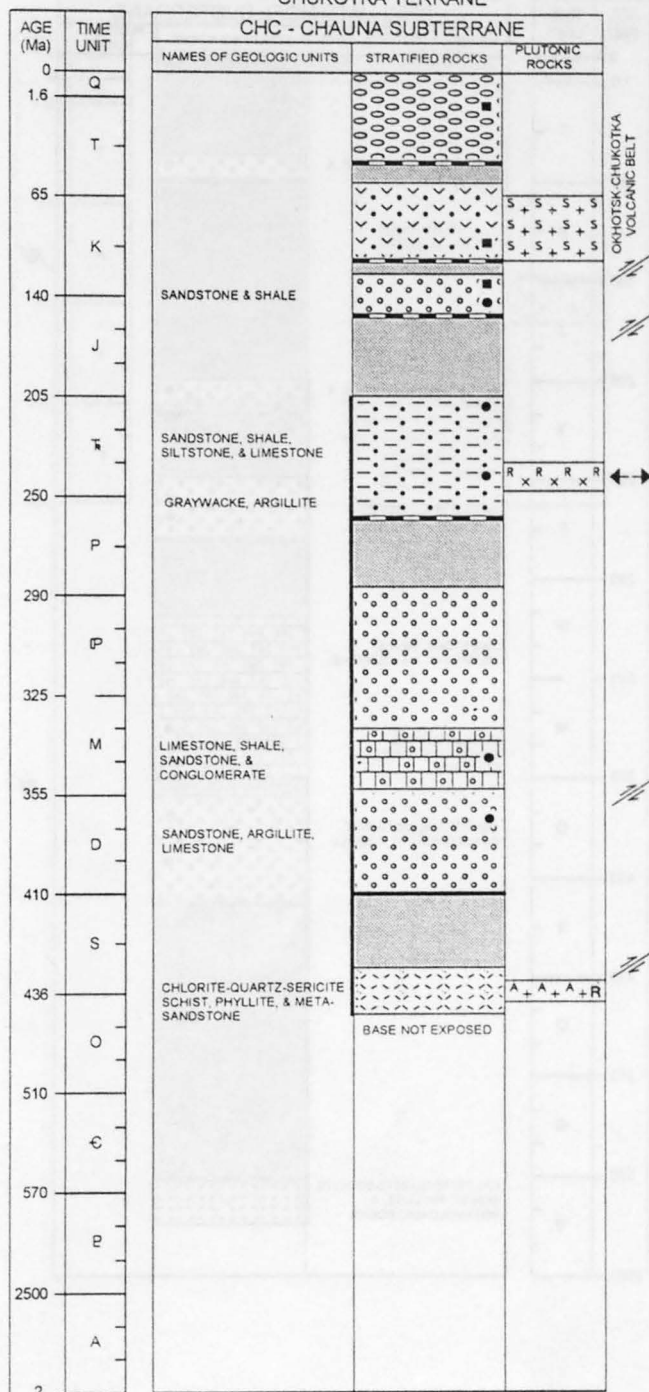 CHUKOTKA TERRANE
CHC - CHAUNA SUBTERRANE
AGE
(Ma)
TIME
UNIT
NAMES OF GEOLOGIC UNITS
STRATIFIED ROCKS
PLUTONIC
ROCKS
0
Q
1.6
T
65
S S S S
+ + + +
S S S S
+ + + +
S S S S
+ + + +
OKHOTSK-CHUKOTKA
VOLCANIC BELT
K
140
SANDSTONE & SHALE
J
205
SANDSTONE, SHALE,
SILTSTONE, & LIMESTONE
R R R R
x x x x
250
GRAYWACKE, ARGILLITE
P
290
325
M
LIMESTONE, SHALE,
SANDSTONE, &
CONGLOMERATE
355
D
SANDSTONE, ARGILLITE,
LIMESTONE
410
S
436
CHLORITE-QUARTZ-SERICITE
SCHIST, PHYLLITE, & META-
SANDSTONE
A + A + A + R
BASE NOT EXPOSED
O
510
Є
570
2500
A